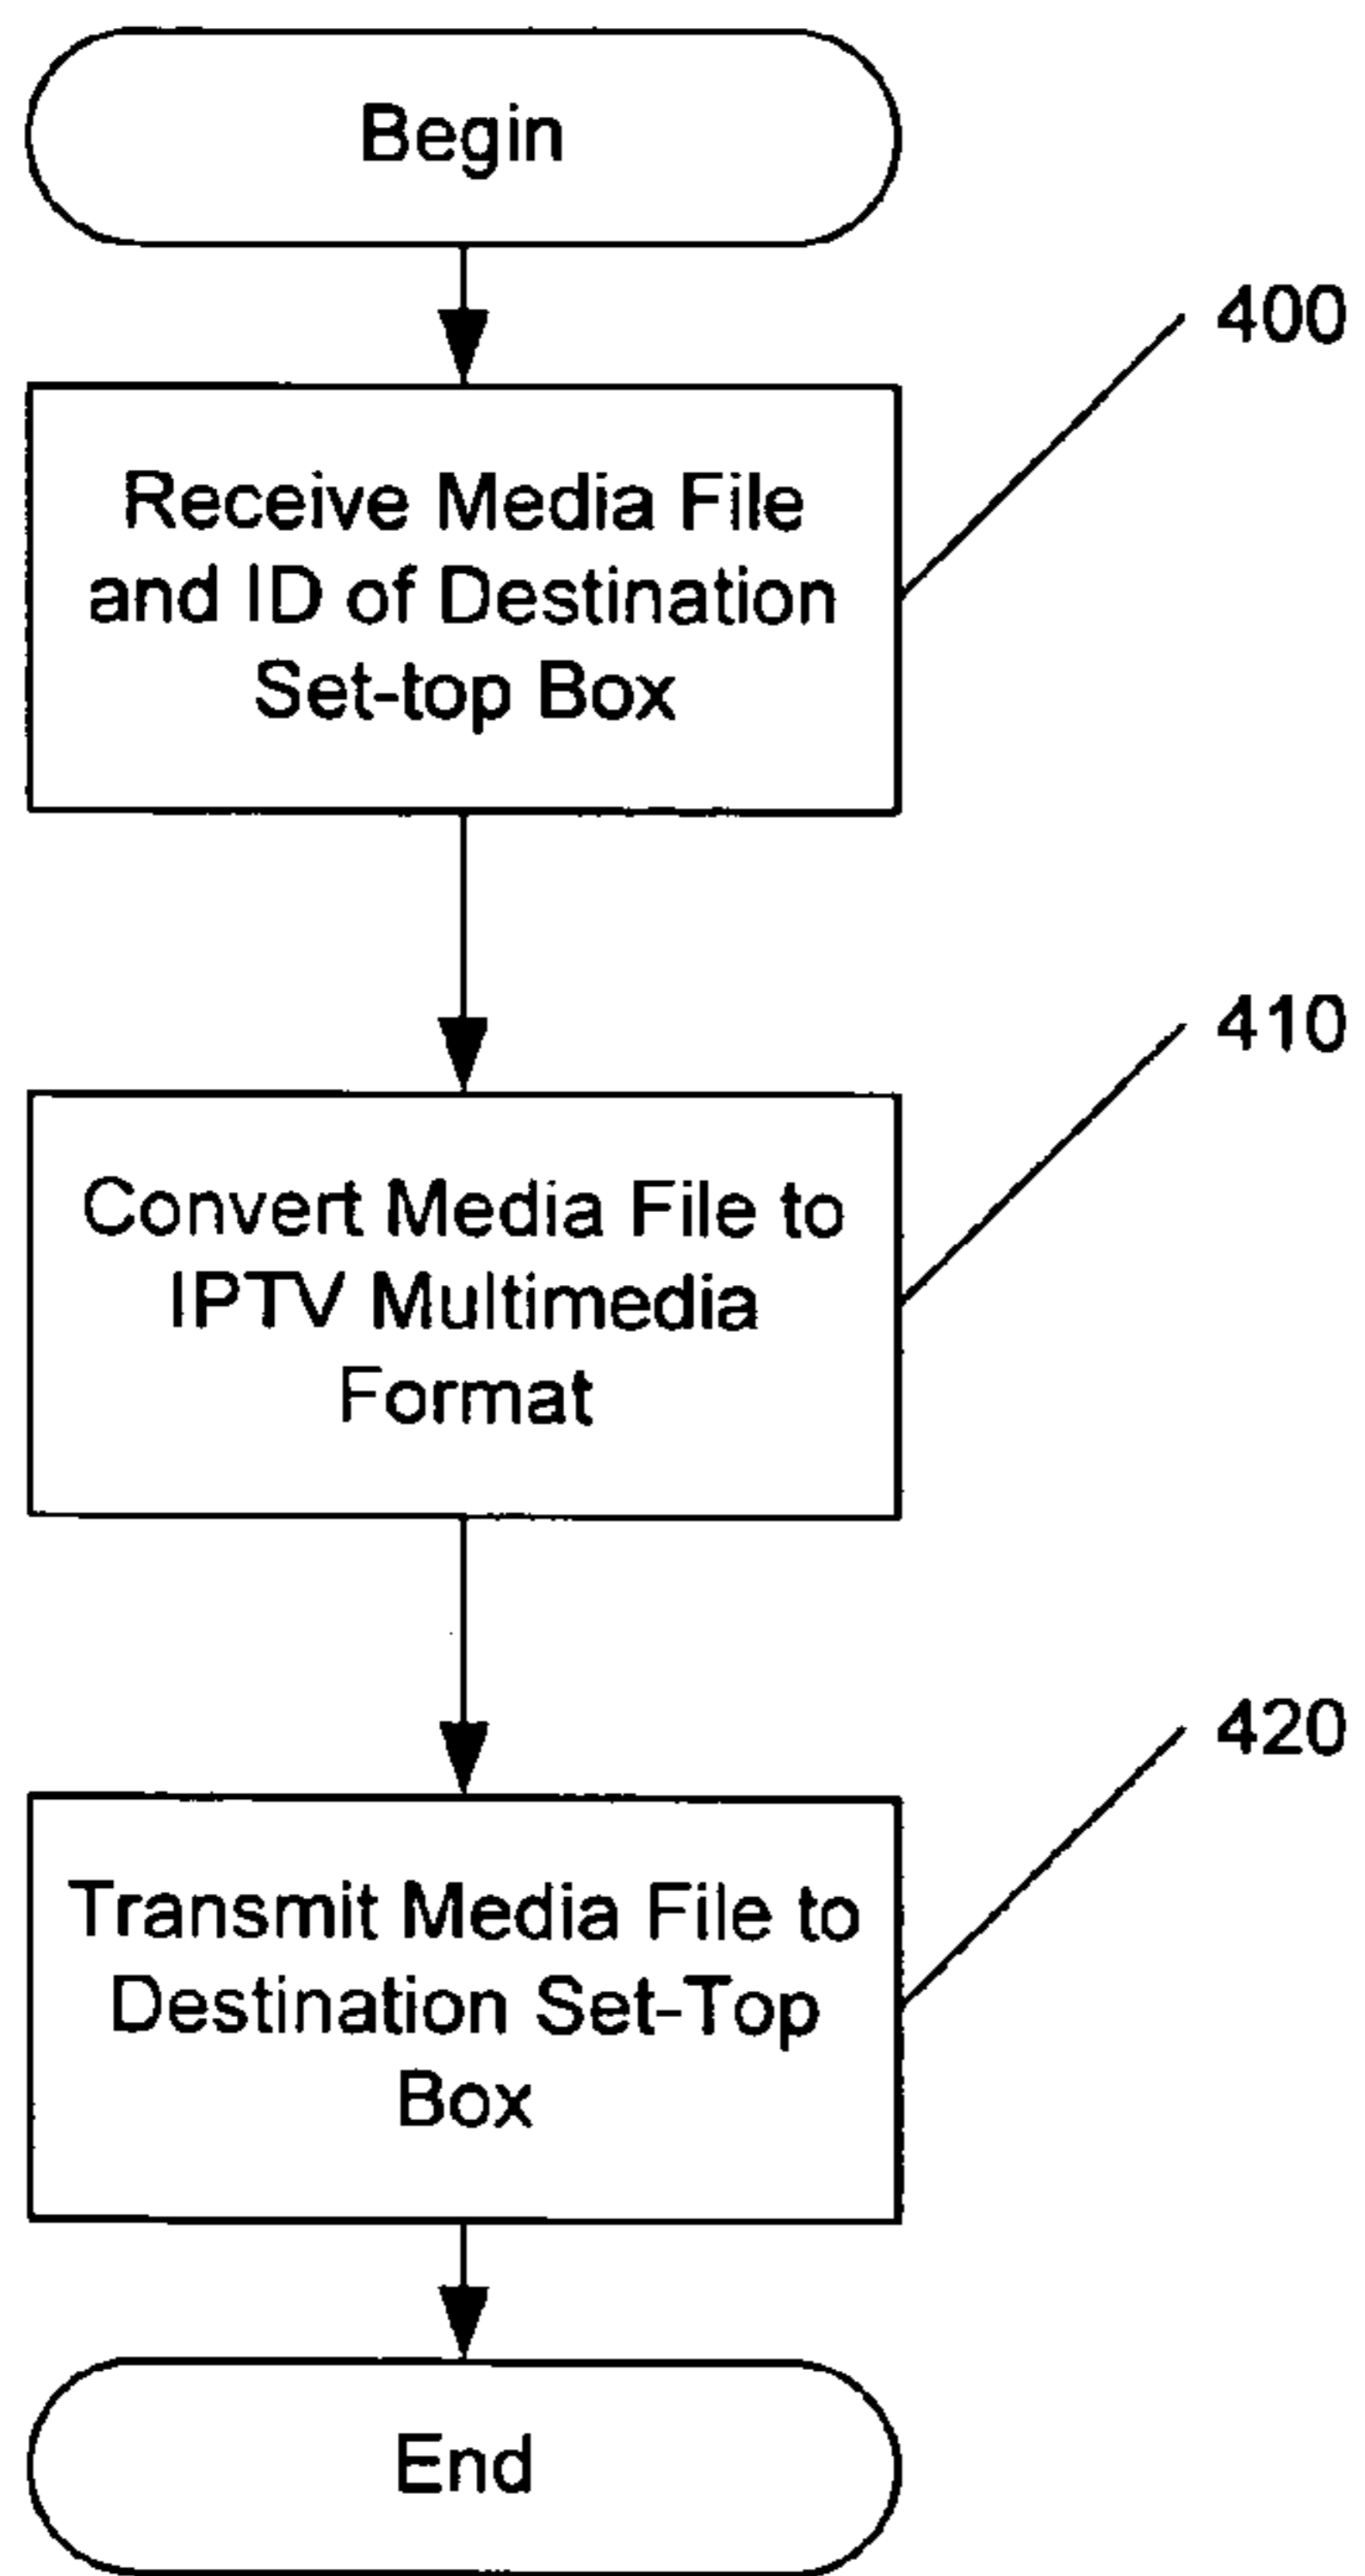 Begin
400
Receive Media File
and ID of Destination
Set-top Box
410
Convert Media File to
IPTV Multimedia
Format
420
Transmit Media File to
Destination Set-Top
Box
End